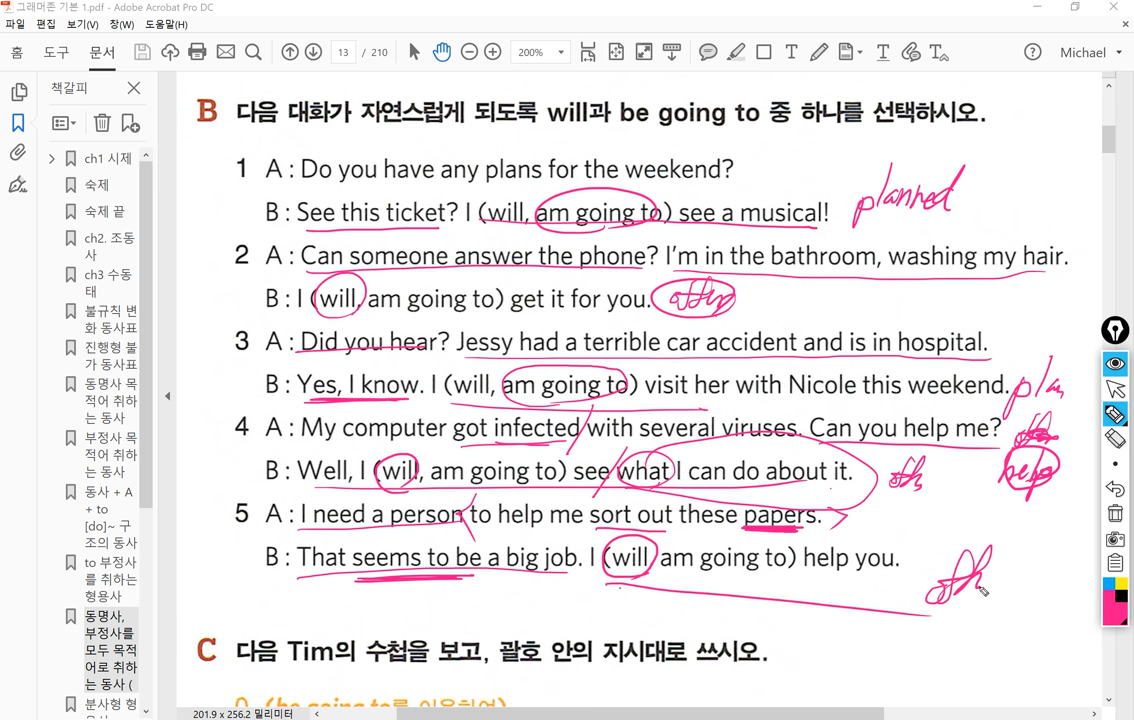 그래머존 기본 1.pdf - Adobe Acrobat Pro DC
파일 편집 보기(V) 창(W) 도움말(H)
홈 도구 문서 13 / 210 200% Michael
책갈피
ch1 시제
숙제
숙제 끝
ch2. 조동
사
ch3 수동
태
불규칙 변
화 동사표
진행형 불
가 동사표
동명사 목
적어 취하
는 동사
부정사 목
적어 취하
는 동사
동사 + A
+ to
[do]~ 구
조의 동사
to 부정사
를 취하는
형용사
동명사,
부정사를
모두 목적
어로 취하
는 동사 (
분사형 형
B 다음 대화가 자연스럽게 되도록 will과 be going to 중 하나를 선택하시오.
1 A : Do you have any plans for the weekend?
B : See this ticket? I (will, am going to) see a musical!
planned
2 A : Can someone answer the phone? I'm in the bathroom, washing my hair.
B : I (will, am going to) get it for you.
3 A : Did you hear? Jessy had a terrible car accident and is in hospital.
B : Yes, I know. I (will, am going to) visit her with Nicole this weekend.
plan
4 A : My computer got infected with several viruses. Can you help me?
B : Well, I (will, am going to) see what I can do about it.
help
5 A : I need a person to help me sort out these papers.
B : That seems to be a big job. I (will, am going to) help you.
C 다음 Tim의 수첩을 보고, 괄호 안의 지시대로 쓰시오.
0 (be going to를 이용하여)
201.9 x 256.2 밀리미터